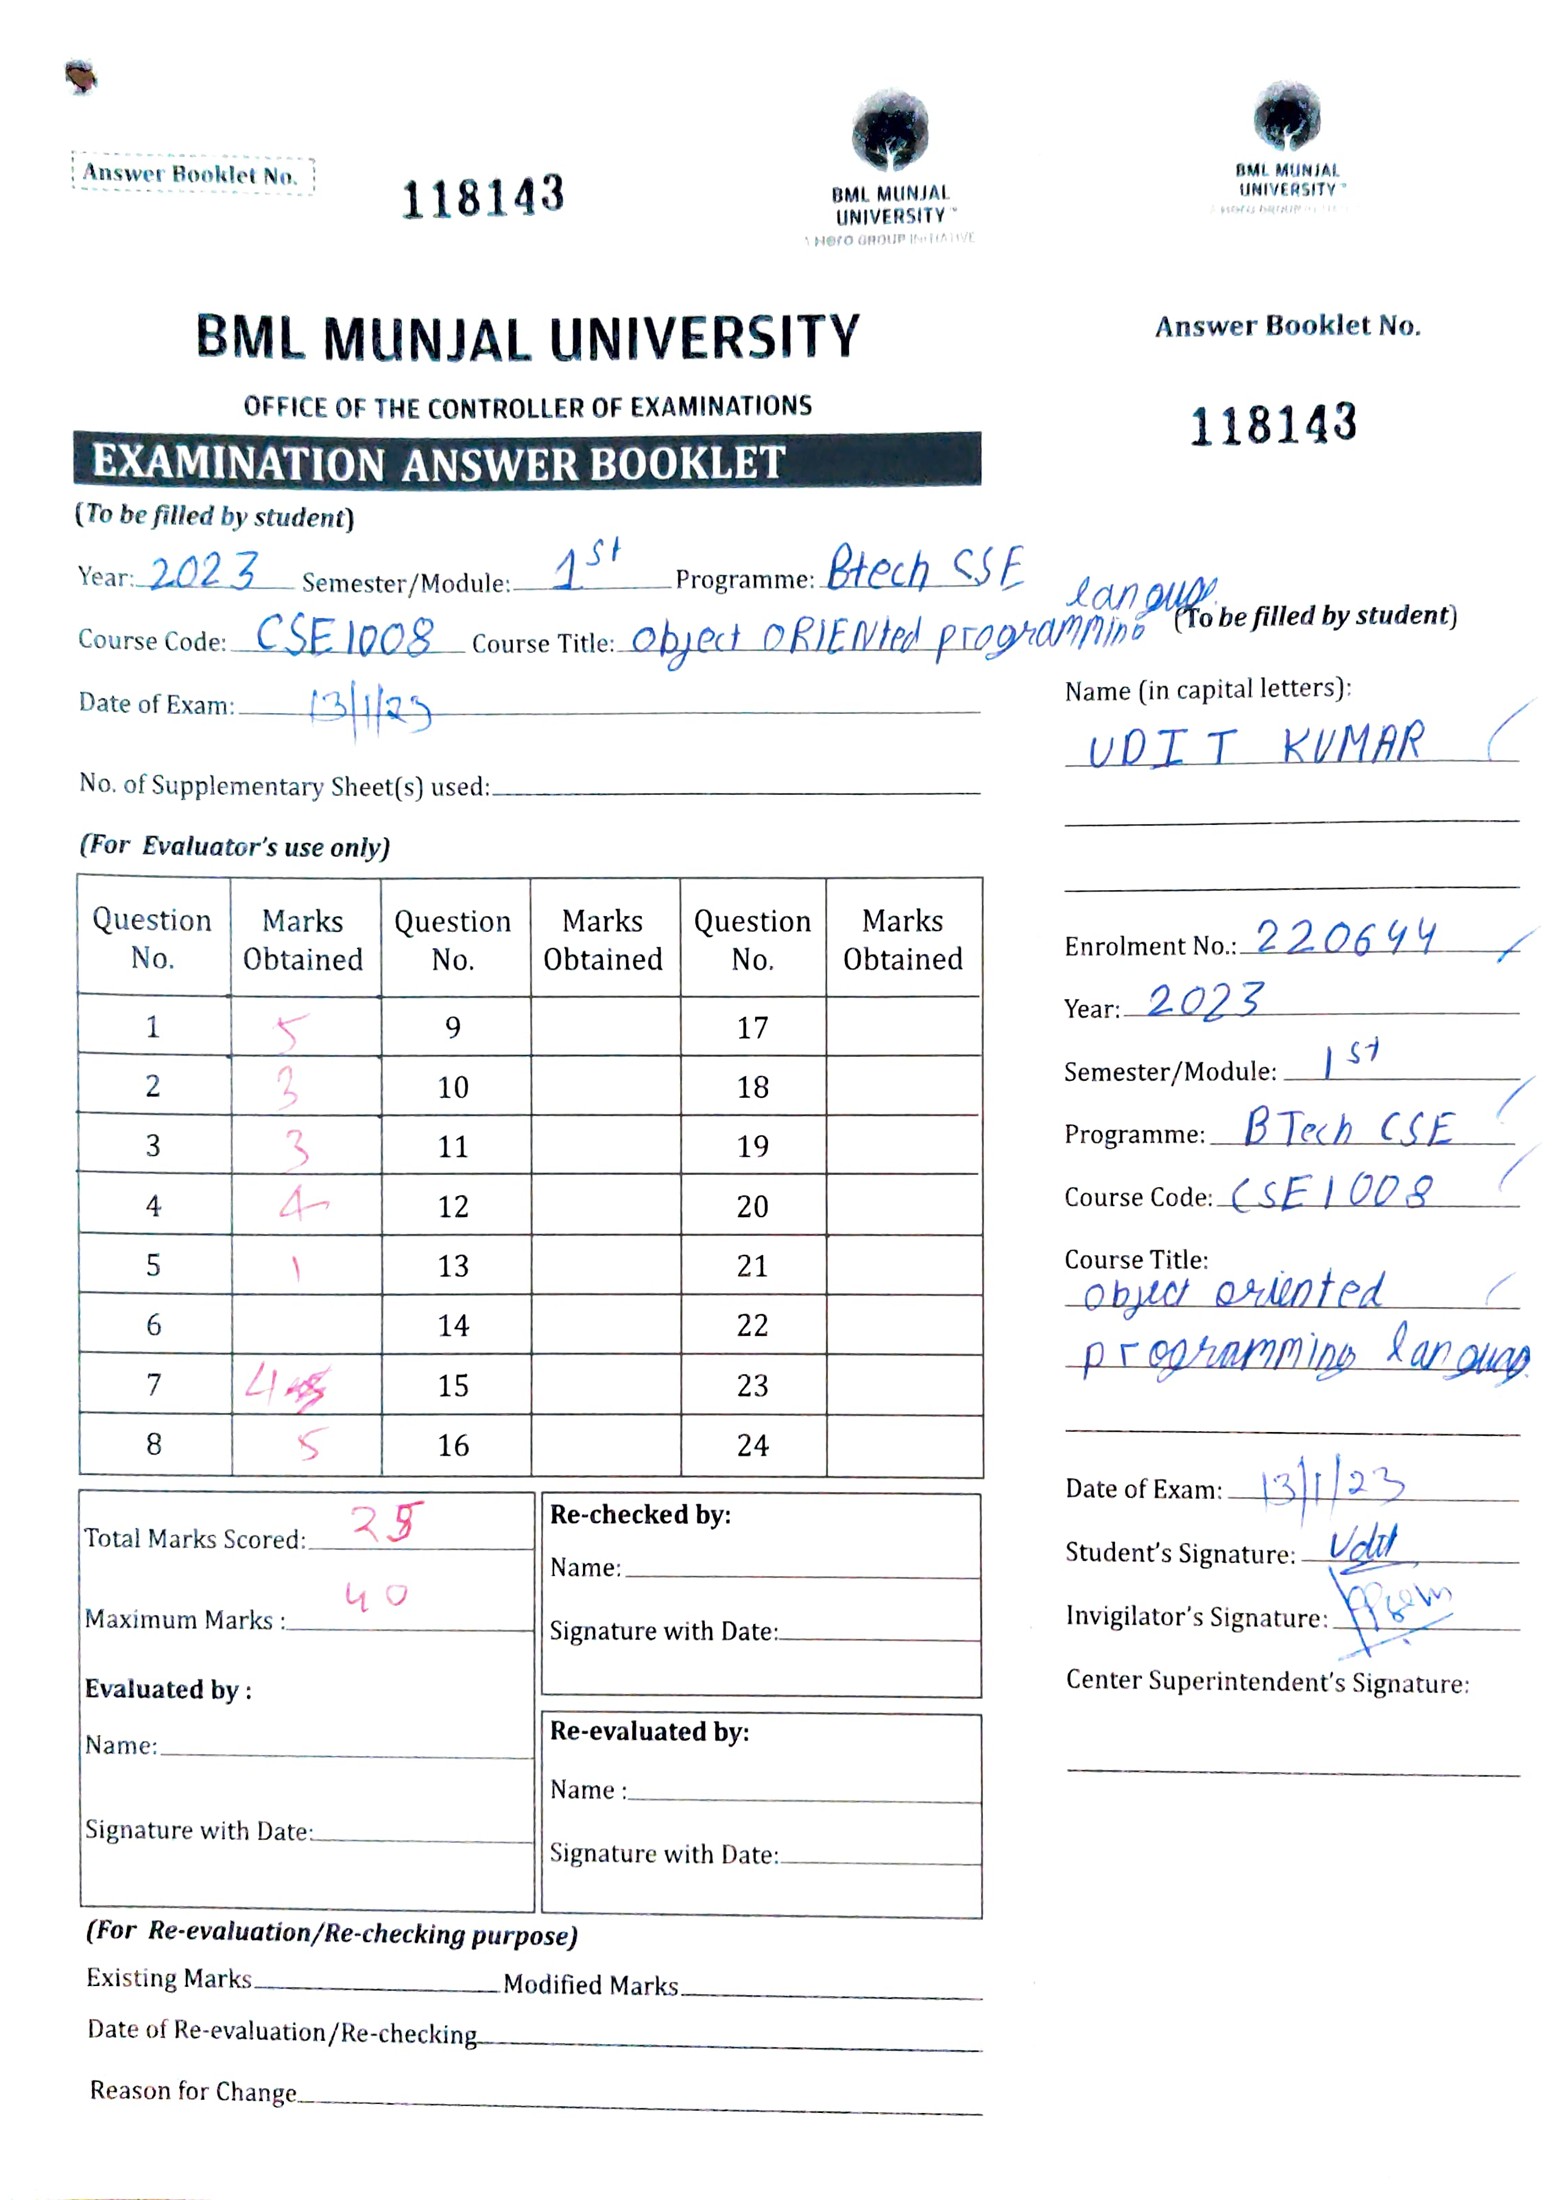 Answer Booklet No.
118143
BML MUNJAL
UNIVERSITY™
A Hero GROUP INITIATIVE
BML MUNJAL UNIVERSITY
OFFICE OF THE CONTROLLER OF EXAMINATIONS
EXAMINATION ANSWER BOOKLET
(To be filled by student)
Year: 2023 Semester/Module: 1st Programme: Btech CSE
Course Code: CSE1008 Course Title: Object ORIENted programming
Date of Exam: 13/1/23
No. of Supplementary Sheet(s) used:
(For Evaluator's use only)
Question No. Marks Obtained Question No. Marks Obtained Question No. Marks Obtained
1 5 9 17
2 3 10 18
3 3 11 19
4 4 12 20
5 1 13 21
6 14 22
7 4 15 23
8 5 16 24
Total Marks Scored: 25
Maximum Marks : 40
Evaluated by :
Name:
Signature with Date:
Re-checked by:
Name:
Signature with Date:
Re-evaluated by:
Name :
Signature with Date:
(For Re-evaluation/Re-checking purpose)
Existing Marks Modified Marks
Date of Re-evaluation/Re-checking
Reason for Change
BML MUNJAL
UNIVERSITY™
Answer Booklet No.
118143
(To be filled by student)
Name (in capital letters):
UDIT KUMAR
Enrolment No.: 220644
Year: 2023
Semester/Module: 1st
Programme: BTech CSE
Course Code: CSE1008
Course Title:
object oriented
programming
Date of Exam: 13/1/23
Student's Signature: Udit
Invigilator's Signature:
Center Superintendent's Signature: